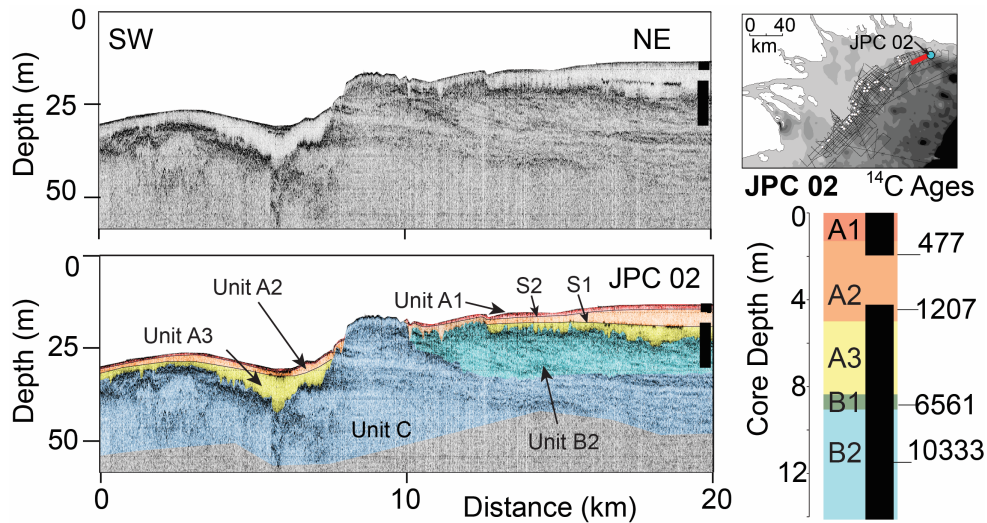 SW
NE
0
25
50
Depth (m)
0 40
km
JPC 02
JPC 02
¹⁴C Ages
JPC 02
Unit A2
Unit A1
S2
S1
Unit A3
Unit C
Unit B2
0
25
50
Depth (m)
0
10
20
Distance (km)
0
4
8
12
Core Depth (m)
A1
A2
A3
B1
B2
477
1207
6561
10333